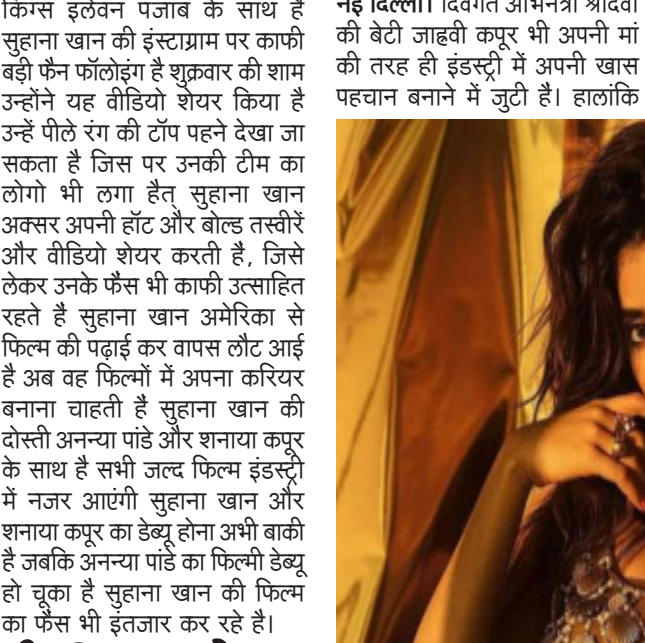 किंग्स इलेवन पंजाब के साथ है
सुहाना खान की इंस्टाग्राम पर काफी
बड़ी फैन फॉलोइंग है शुक्रवार की शाम
उन्होंने यह वीडियो शेयर किया है
उन्हें पीले रंग की टॉप पहने देखा जा
सकता है जिस पर उनकी टीम का
लोगो भी लगा हैत् सुहाना खान
अक्सर अपनी हॉट और बोल्ड तस्वीरें
और वीडियो शेयर करती हैं, जिसे
लेकर उनके फैंस भी काफी उत्साहित
रहते हैं सुहाना खान अमेरिका से
फिल्म की पढ़ाई कर वापस लौट आई
है अब वह फिल्मों में अपना करियर
बनाना चाहती हैं सुहाना खान की
दोस्ती अनन्या पांडे और शनाया कपूर
के साथ है सभी जल्द फिल्म इंडस्ट्री
में नजर आएंगी सुहाना खान और
शनाया कपूर का डेब्यू होना अभी बाकी
है जबकि अनन्या पांडे का फिल्मी डेब्यू
हो चूका है सुहाना खान की फिल्म
का फैंस भी इंतजार कर रहे है।
नई दिल्ली। दिवंगत अभिनेत्री श्रीदेवी
की बेटी जाह्नवी कपूर भी अपनी मां
की तरह ही इंडस्ट्री में अपनी खास
पहचान बनाने में जुटी है। हालांकि